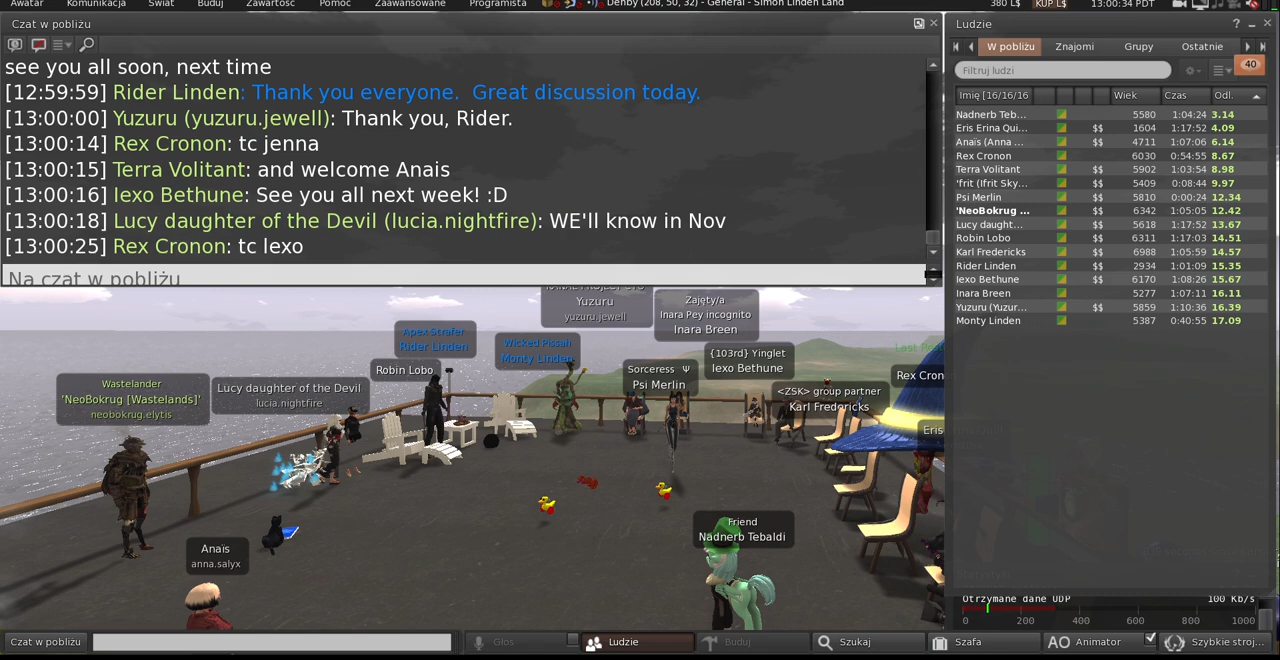 Awatar Komunikacja Świat Buduj Zawartość Pomoc Zaawansowane Programista Denby (208, 50, 32) - General - Simon Linden Land 380 L$ KUP L$ 13:00:34 PDT
Czat w pobliżu
see you all soon, next time
[12:59:59] Rider Linden: Thank you everyone. Great discussion today.
[13:00:00] Yuzuru (yuzuru.jewell): Thank you, Rider.
[13:00:14] Rex Cronon: tc jenna
[13:00:15] Terra Volitant: and welcome Anais
[13:00:16] Iexo Bethune: See you all next week! :D
[13:00:18] Lucy daughter of the Devil (lucia.nightfire): WE'll know in Nov
[13:00:25] Rex Cronon: tc Iexo
Na czat w pobliżu
Yuzuru
yuzuru.jewell
Zajęty/a
Inara Pey incognito
Inara Breen
Apex Strafer
Rider Linden
Wicked Pissah
Monty Linden
{103rd} Yinglet
Iexo Bethune
Robin Lobo
Sorceress Ψ
Psi Merlin
Rex Cron
Wastelander
'NeoBokrug [Wastelands]'
neobokrug.elytis
Lucy daughter of the Devil
lucia.nightfire
<ZSK> group partner
Karl Fredericks
Eris
Friend
Nadnerb Tebaldi
Anaïs
anna.salyx
Ludzie
W pobliżu Znajomi Grupy Ostatnie
Filtruj ludzi
40
Imię [16/16/16 Wiek Czas Odl.
Nadnerb Teb... 5580 1:04:24 3.14
Eris Erina Qui... $$ 1604 1:17:52 4.09
Anaïs (Anna ... $$ 4711 1:07:06 6.14
Rex Cronon 6030 0:54:55 8.67
Terra Volitant $$ 5902 1:03:54 8.98
'frit (Ifrit Sky... $$ 5409 0:08:44 9.97
Psi Merlin $$ 5810 0:00:24 12.34
'NeoBokrug ... $$ 6342 1:05:05 12.42
Lucy daught... $$ 5618 1:17:52 13.67
Robin Lobo $$ 6311 1:17:03 14.51
Karl Fredericks $$ 6988 1:05:59 14.57
Rider Linden $$ 2934 1:01:09 15.35
Iexo Bethune $$ 6170 1:08:26 15.67
Inara Breen 5277 1:07:11 16.11
Yuzuru (Yuzur... $$ 5859 1:10:36 16.39
Monty Linden 5387 0:40:55 17.09
Otrzymane dane UDP 100 Kb/s
0 200 400 600 800 1000
Czat w pobliżu Głos Ludzie Buduj Szukaj Szafa AO Animator Szybkie stroj...